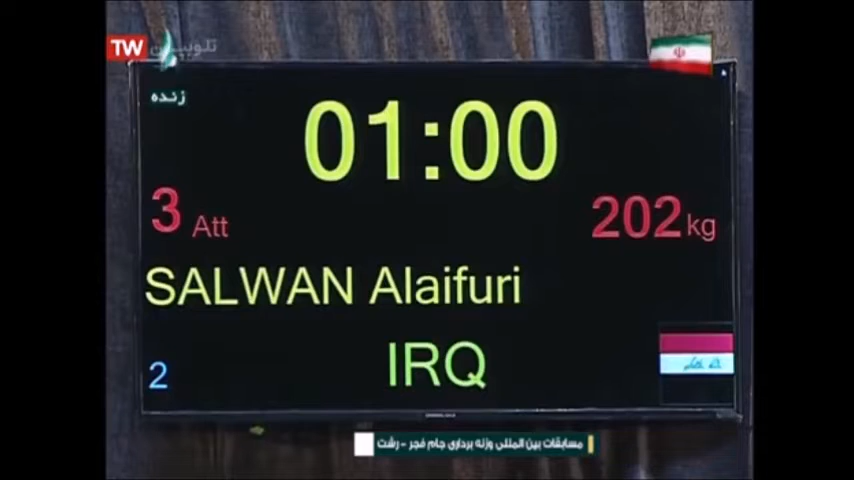 TW تلوبیون
زنده
01:00
3 Att 202 kg
SALWAN Alaifuri
2 IRQ
مسابقات بین المللی وزنه برداری جام فجر - رشت